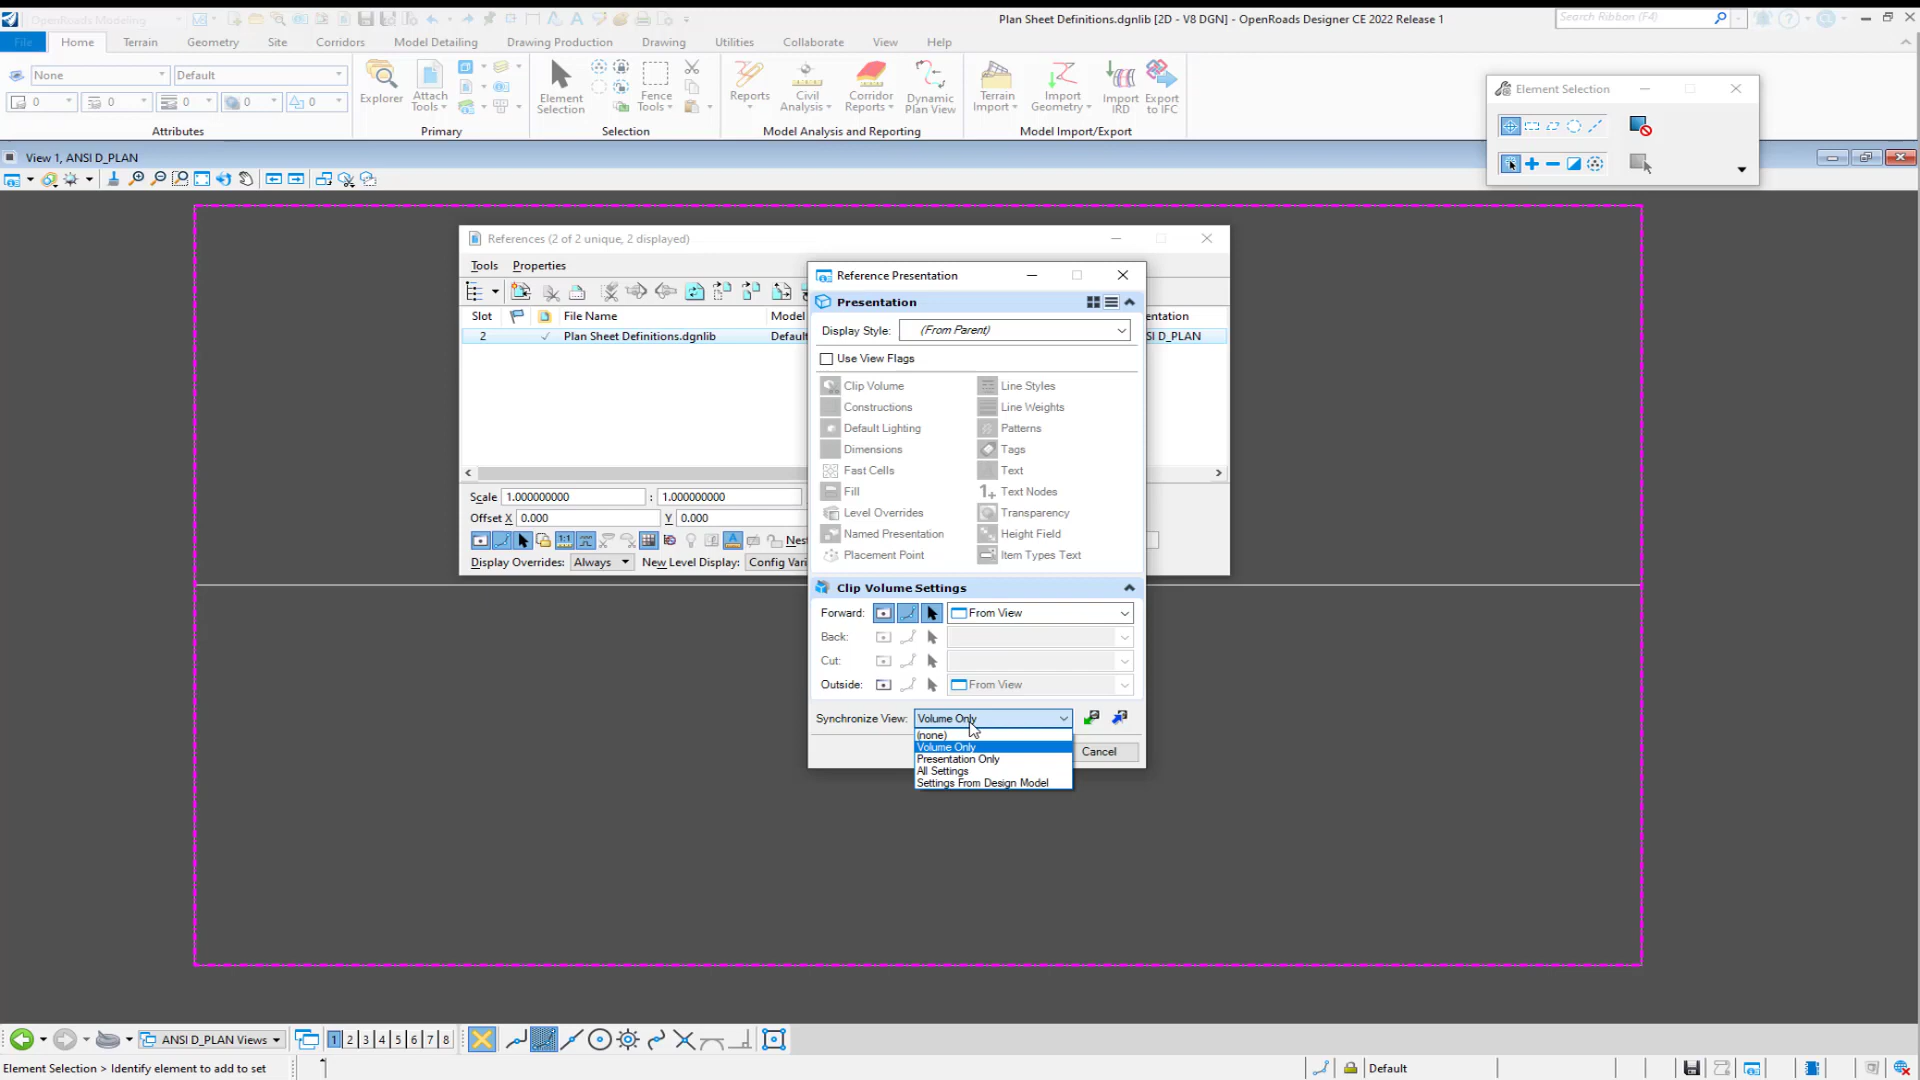 OpenRoads Modeling
Plan Sheet Definitions.dgnlib [2D - V8 DGN] - OpenRoads Designer CE 2022 Release 1
Search Ribbon (F4)
File Home Terrain Geometry Site Corridors Model Detailing Drawing Production Drawing Utilities Collaborate View Help
None Default
0 0 0 0 0
Explorer Attach Tools Element Selection Fence Tools Reports Civil Analysis Corridor Reports Dynamic Plan View Terrain Import Import Geometry Import IRD Export to IFC
Attributes Primary Selection Model Analysis and Reporting Model Import/Export
Element Selection
View 1, ANSI D_PLAN
References (2 of 2 unique, 2 displayed)
Tools Properties
Slot File Name Model
2 Plan Sheet Definitions.dgnlib
Scale 1.000000000 : 1.000000000
Offset X 0.000 Y 0.000
1:1
Display Overrides: Always New Level Display:
Reference Presentation
Presentation
Display Style: (From Parent)
Use View Flags
Clip Volume Line Styles
Constructions Line Weights
Default Lighting Patterns
Dimensions Tags
Fast Cells Text
Fill Text Nodes
Level Overrides Transparency
Named Presentation Height Field
Placement Point Item Types Text
Clip Volume Settings
Forward: From View
Back:
Cut:
Outside: From View
Synchronize View: Volume Only
(none)
Volume Only
Presentation Only
All Settings
Settings From Design Model
Cancel
ANSI D_PLAN Views 1 2 3 4 5 6 7 8
Element Selection > Identify element to add to set
Default